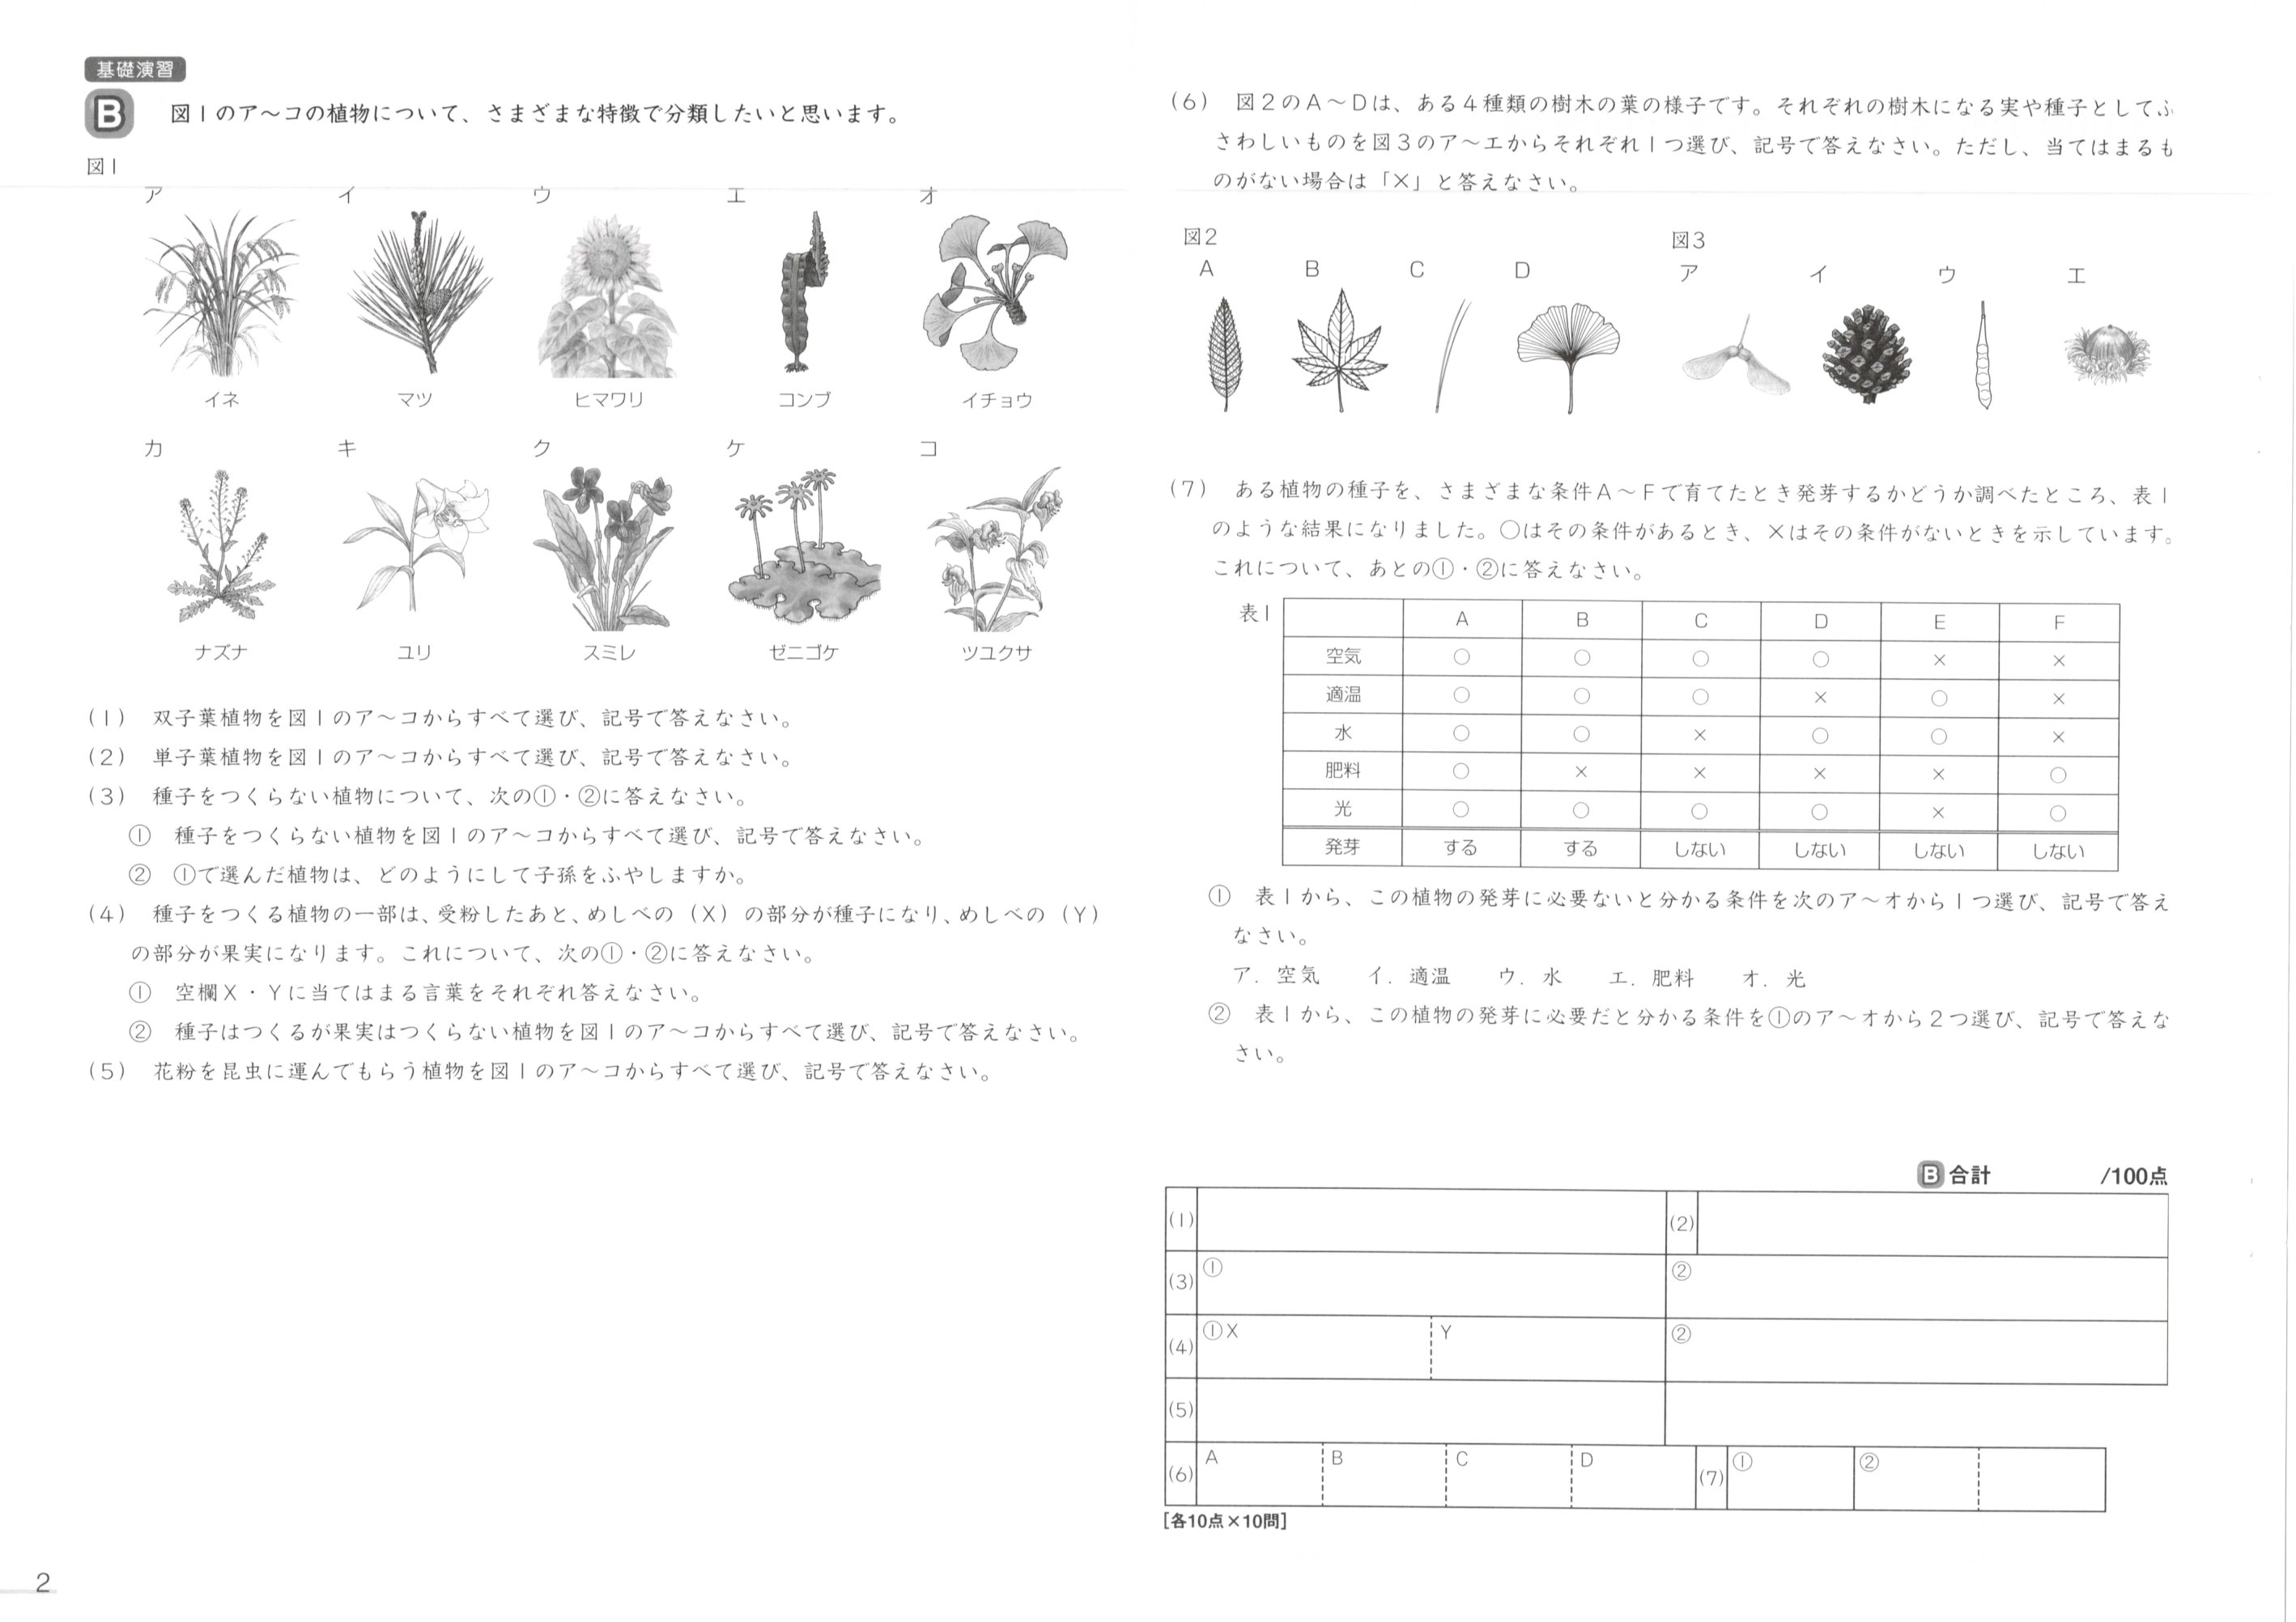 基礎演習
B 図1のア〜コの植物について、さまざまな特徴で分類したいと思います。
図1
ア イ ウ エ オ
イネ マツ ヒマワリ コンブ イチョウ
カ キ ク ケ コ
ナズナ ユリ スミレ ゼニゴケ ツユクサ
(1) 双子葉植物を図1のア〜コからすべて選び、記号で答えなさい。
(2) 単子葉植物を図1のア〜コからすべて選び、記号で答えなさい。
(3) 種子をつくらない植物について、次の①・②に答えなさい。
① 種子をつくらない植物を図1のア〜コからすべて選び、記号で答えなさい。
② ①で選んだ植物は、どのようにして子孫をふやしますか。
(4) 種子をつくる植物の一部は、受粉したあと、めしべの（X）の部分が種子になり、めしべの（Y）
の部分が果実になります。これについて、次の①・②に答えなさい。
① 空欄X・Yに当てはまる言葉をそれぞれ答えなさい。
② 種子はつくるが果実はつくらない植物を図1のア〜コからすべて選び、記号で答えなさい。
(5) 花粉を昆虫に運んでもらう植物を図1のア〜コからすべて選び、記号で答えなさい。
2
(6) 図2のA〜Dは、ある4種類の樹木の葉の様子です。それぞれの樹木になる実や種子としてふ
さわしいものを図3のア〜エからそれぞれ1つ選び、記号で答えなさい。ただし、当てはまるも
のがない場合は「×」と答えなさい。
図2 図3
A B C D ア イ ウ エ
(7) ある植物の種子を、さまざまな条件A〜Fで育てたとき発芽するかどうか調べたところ、表1
のような結果になりました。○はその条件があるとき、×はその条件がないときを示しています。
これについて、あとの①・②に答えなさい。
表1
A B C D E F
空気 ○ ○ ○ ○ × ×
適温 ○ ○ ○ × ○ ×
水 ○ ○ × ○ ○ ×
肥料 ○ × × × × ○
光 ○ ○ ○ ○ × ○
発芽 する する しない しない しない しない
① 表1から、この植物の発芽に必要ないと分かる条件を次のア〜オから1つ選び、記号で答え
なさい。
ア. 空気 イ. 適温 ウ. 水 エ. 肥料 オ. 光
② 表1から、この植物の発芽に必要だと分かる条件を①のア〜オから2つ選び、記号で答えな
さい。
B 合計 /100点
(1) (2)
(3) ① ②
(4) ①X Y ②
(5)
(6) A B C D (7) ① ②
[各10点×10問]